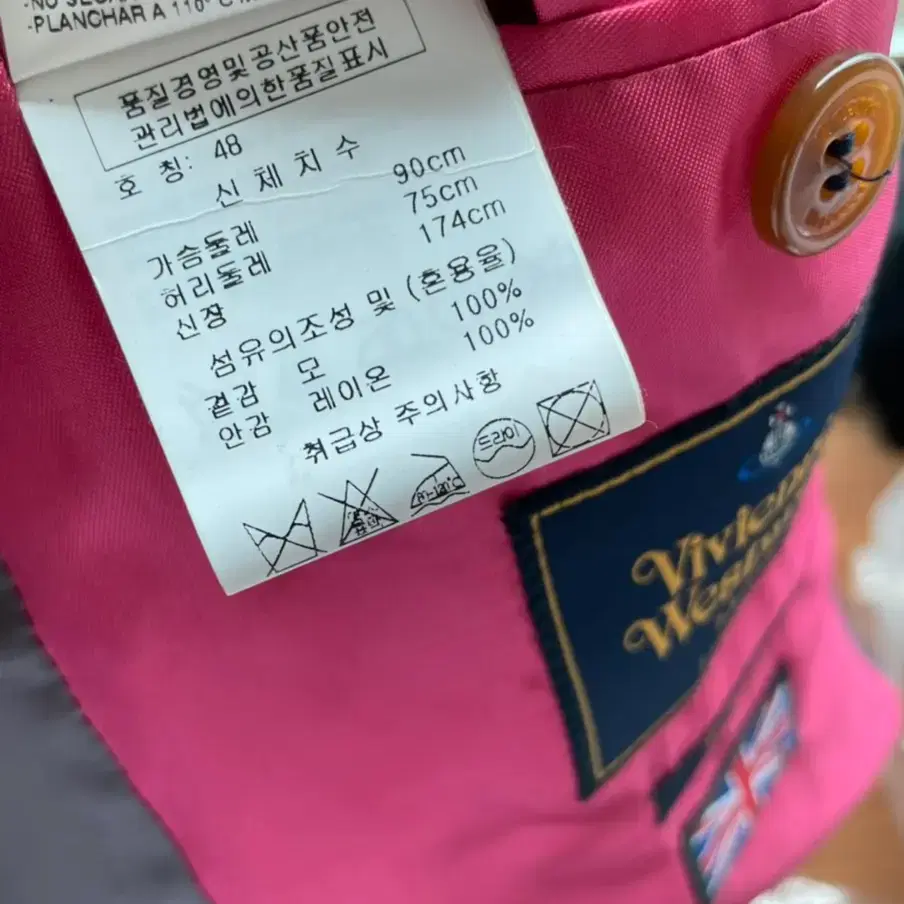 -PLANCHAR A 110° C
품질경영및공산품안전
관리법에의한품질표시
호 칭: 48
신 체 치 수
가슴둘레 90cm
허리둘레 75cm
신장 174cm
섬유의조성 및 (혼용율)
겉감 모 100%
안감 레이온 100%
취급상 주의사항
드라이
Vivienne